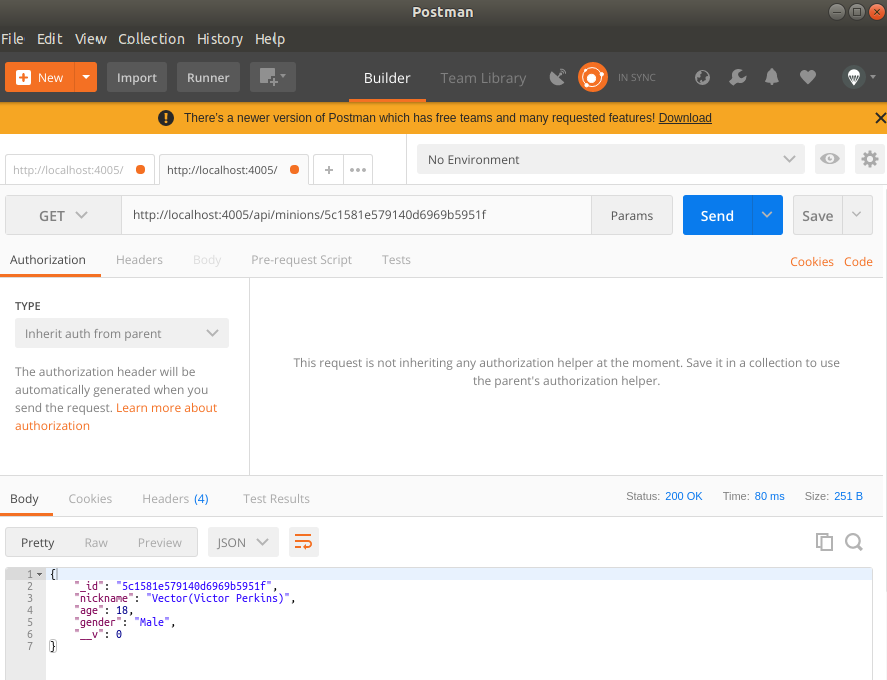 Postman
File Edit View Collection History Help
New Import Runner Builder Team Library IN SYNC
There's a newer version of Postman which has free teams and many requested features! Download
http://localhost:4005/ http://localhost:4005/ + ••• No Environment
GET http://localhost:4005/api/minions/5c1581e579140d6969b5951f Params Send Save
Authorization Headers Body Pre-request Script Tests Cookies Code
TYPE
Inherit auth from parent
The authorization header will be
automatically generated when you
send the request. Learn more about
authorization
This request is not inheriting any authorization helper at the moment. Save it in a collection to use
the parent's authorization helper.
Body Cookies Headers (4) Test Results Status: 200 OK Time: 80 ms Size: 251 B
Pretty Raw Preview JSON
1 {
2 "_id": "5c1581e579140d6969b5951f",
3 "nickname": "Vector(Victor Perkins)",
4 "age": 18,
5 "gender": "Male",
6 "__v": 0
7 }